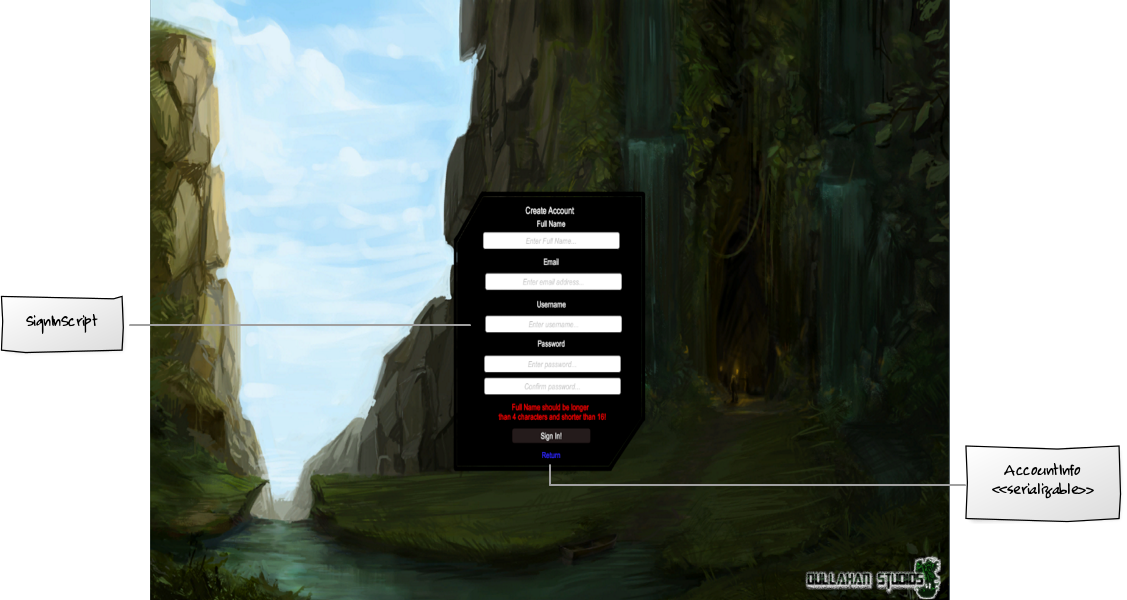 Create Account
Full Name
Enter Full Name...
Email
Enter email address...
Username
SignInScript
Enter username...
Password
Enter password...
Confirm password...
Full Name should be longer
than 4 characters and shorter than 16!
Sign In!
Return
AccountInfo
<<serializable>>
DULLAHAN STUDIOS